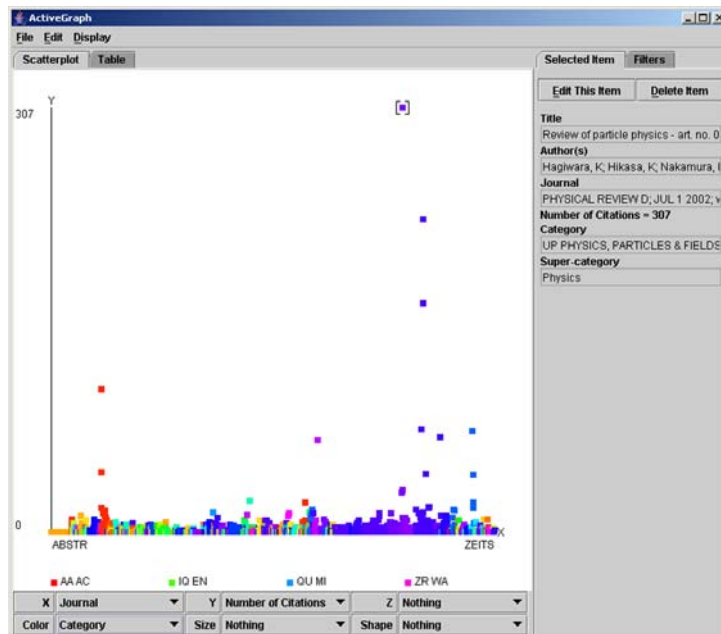 ActiveGraph
File Edit Display
Scatterplot Table
Selected Item Filters
Edit This Item Delete Item
Y
307
Title
Review of particle physics - art. no. 0
Author(s)
Hagiwara, K; Hikasa, K; Nakamura,
Journal
PHYSICAL REVIEW D; JUL 1 2002;
Number of Citations = 307
Category
UP PHYSICS, PARTICLES & FIELDS
Super-category
Physics
0
X
ABSTR ZEITS
AA AC IQ EN QU MI ZR WA
X Journal Y Number of Citations Z Nothing
Color Category Size Nothing Shape Nothing